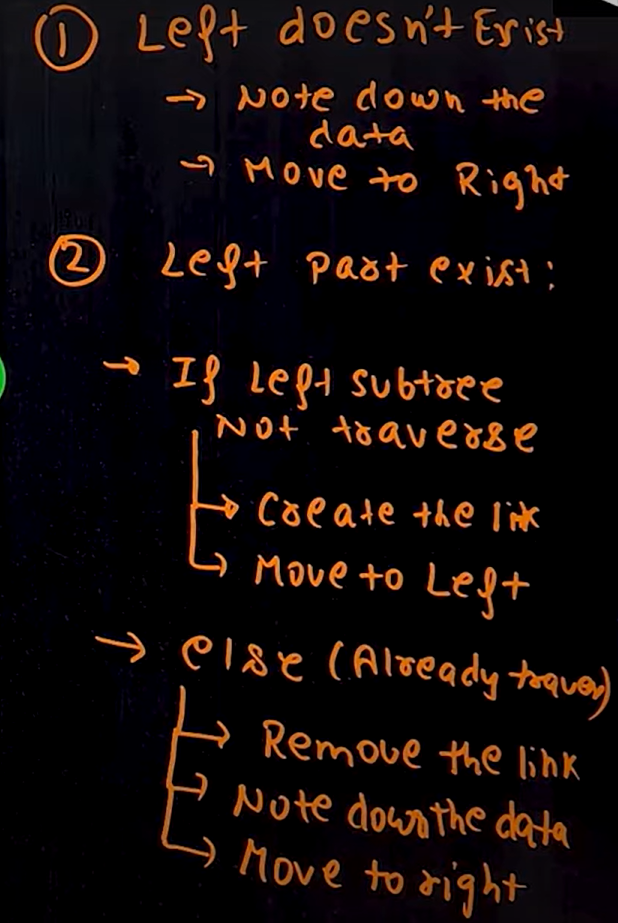 ① Left doesn't Exist
→ Note down the
data
→ Move to Right
② Left part exist:
→ If Left subtree
Not traverse
→ Create the link
→ Move to Left
→ else (Already traver)
→ Remove the link
→ Note down the data
→ Move to right